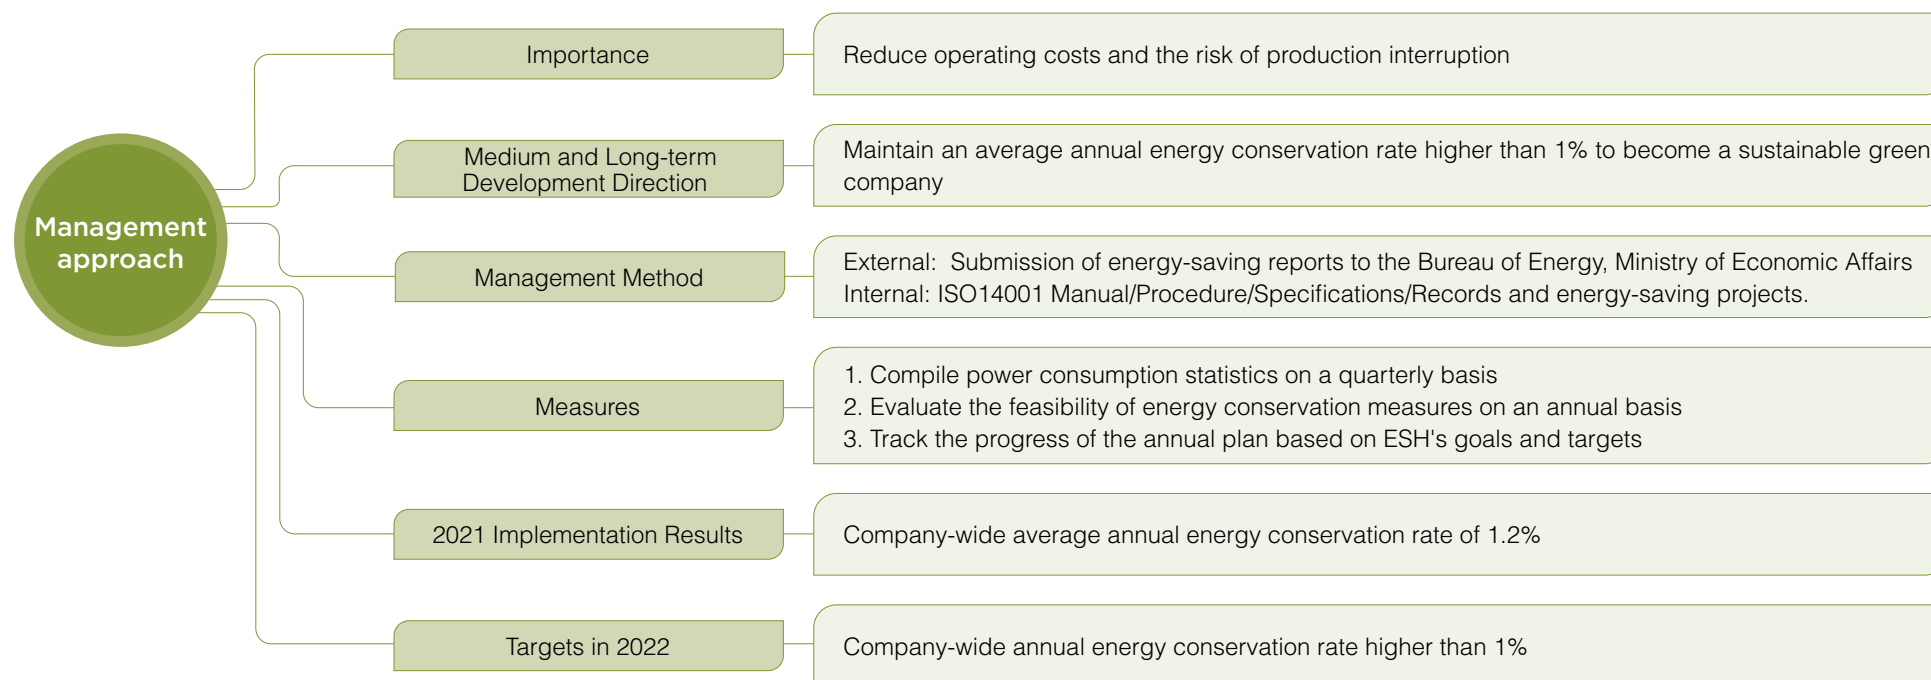 Management
approach
Importance
Reduce operating costs and the risk of production interruption
Medium and Long-term
Development Direction
Maintain an average annual energy conservation rate higher than 1% to become a sustainable green
company
Management Method
External:  Submission of energy-saving reports to the Bureau of Energy, Ministry of Economic Affairs
Internal: ISO14001 Manual/Procedure/Specifications/Records and energy-saving projects.
Measures
1. Compile power consumption statistics on a quarterly basis
2. Evaluate the feasibility of energy conservation measures on an annual basis
3. Track the progress of the annual plan based on ESH's goals and targets
2021 Implementation Results
Company-wide average annual energy conservation rate of 1.2%
Targets in 2022
Company-wide annual energy conservation rate higher than 1%